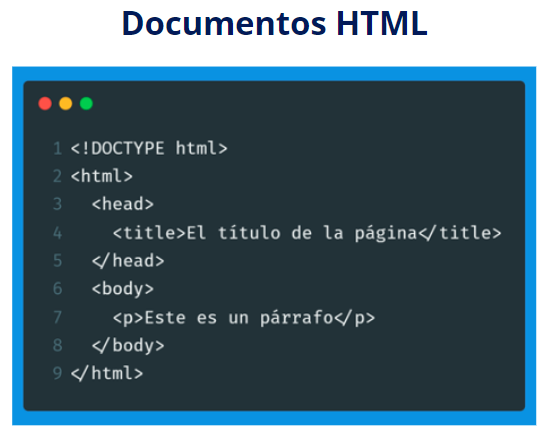 Documentos HTML
1 <!DOCTYPE html>
2 <html>
3   <head>
4     <title>El título de la página</title>
5   </head>
6   <body>
7     <p>Este es un párrafo</p>
8   </body>
9 </html>